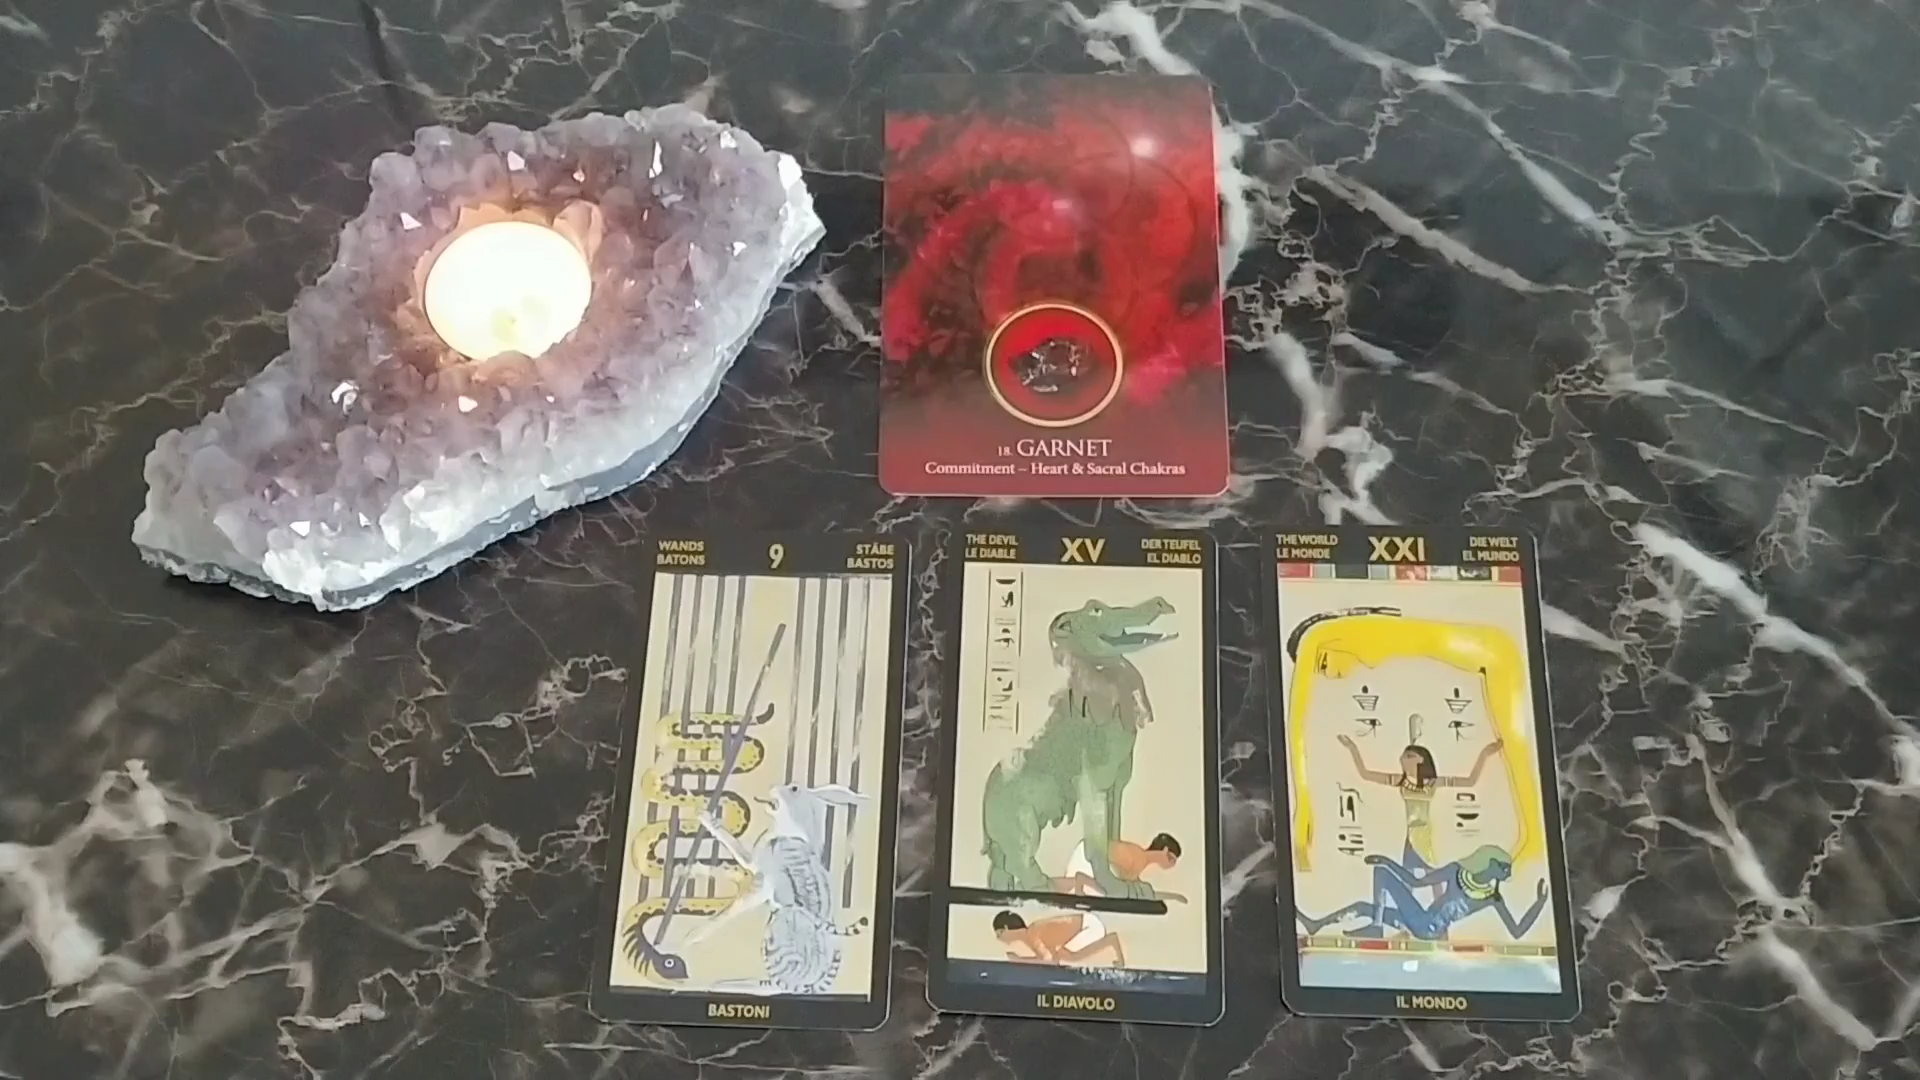 18. GARNET
Commitment – Heart & Sacral Chakras
WANDS
BATONS
9
STÄBE
BASTOS
BASTONI
THE DEVIL
LE DIABLE
XV
DER TEUFEL
EL DIABLO
IL DIAVOLO
THE WORLD
LE MONDE
XXI
DIE WELT
EL MUNDO
IL MONDO